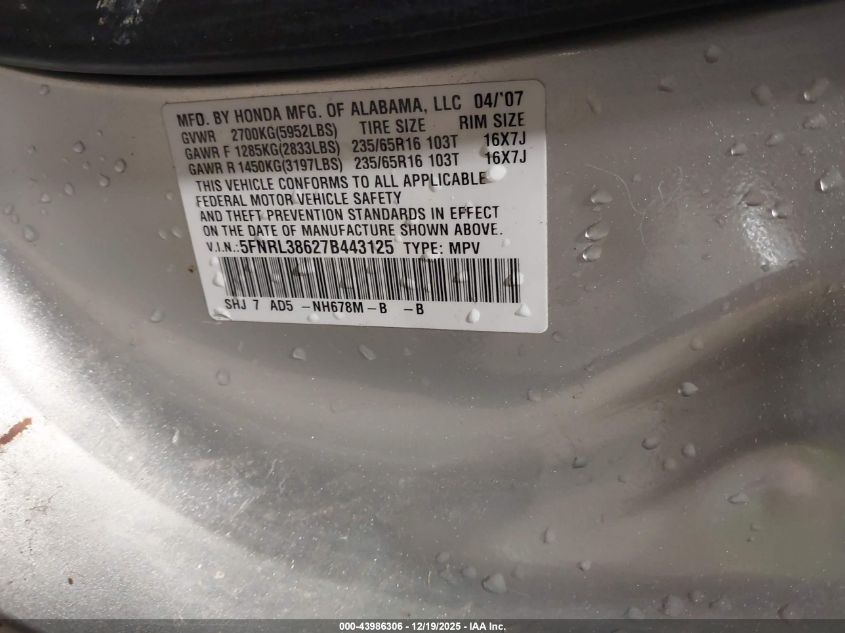 MFD. BY HONDA MFG. OF ALABAMA, LLC 04/'07
GVWR 2700KG(5952LBS) TIRE SIZE RIM SIZE
GAWR F 1285KG(2833LBS) 235/65R16 103T 16X7J
GAWR R 1450KG(3197LBS) 235/65R16 103T 16X7J
THIS VEHICLE CONFORMS TO ALL APPLICABLE
FEDERAL MOTOR VEHICLE SAFETY
AND THEFT PREVENTION STANDARDS IN EFFECT
ON THE DATE OF MANUFACTURE SHOWN ABOVE.
V.I.N.: 5FNRL38627B443125 TYPE: MPV
SHJ 7 AD5 -NH678M-B -B
000-43986306 - 12/19/2025 - IAA Inc.